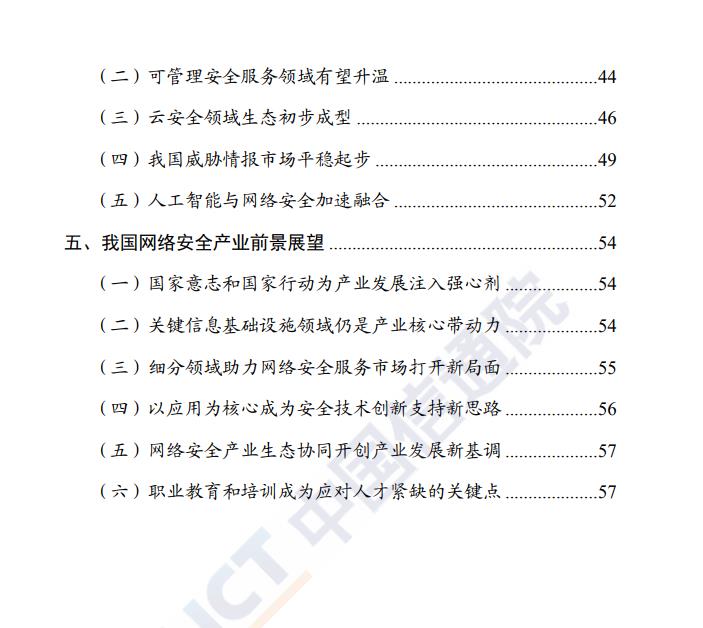 （二）可管理安全服务领域有望升温............................................44
（三）云安全领域生态初步成型....................................................46
（四）我国威胁情报市场平稳起步................................................49
（五）人工智能与网络安全加速融合............................................52
五、我国网络安全产业前景展望..........................................................54
（一）国家意志和国家行动为产业发展注入强心剂....................54
（二）关键信息基础设施领域仍是产业核心带动力....................54
（三）细分领域助力网络安全服务市场打开新局面....................55
（四）以应用为核心成为安全技术创新支持新思路....................56
（五）网络安全产业生态协同开创产业发展新基调....................57
（六）职业教育和培训成为应对人才紧缺的关键点....................57
ICT 中国信通院